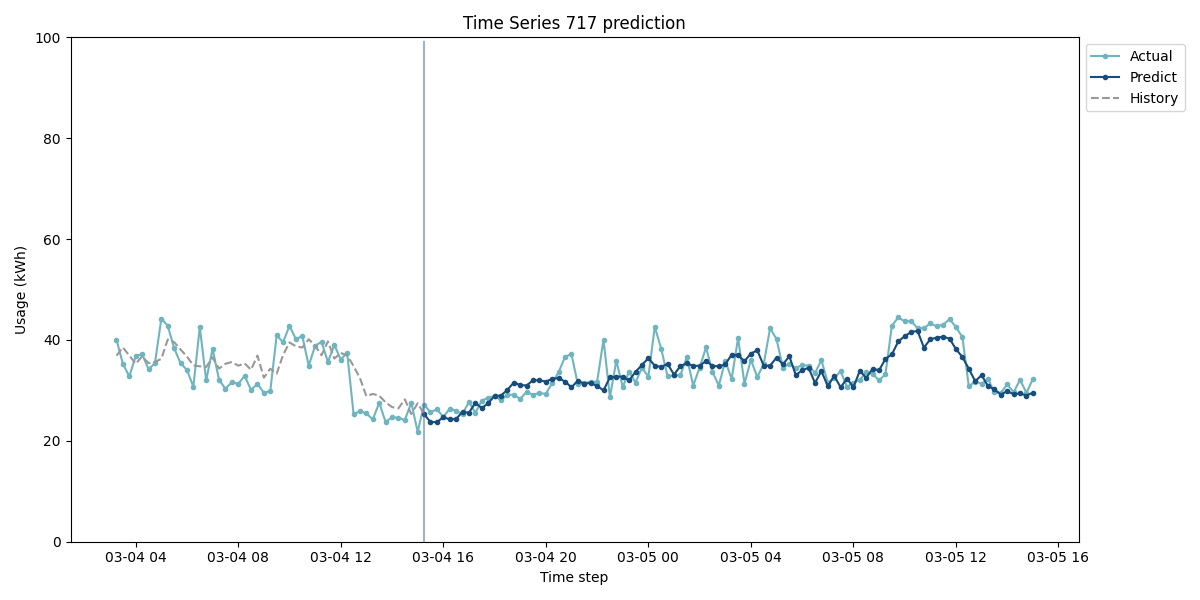 Time Series 717 prediction
100
80
60
40
20
0
Usage (kWh)
03-04 04
03-04 08
03-04 12
03-04 16
03-04 20
03-05 00
03-05 04
03-05 08
03-05 12
03-05 16
Time step
Actual
Predict
History